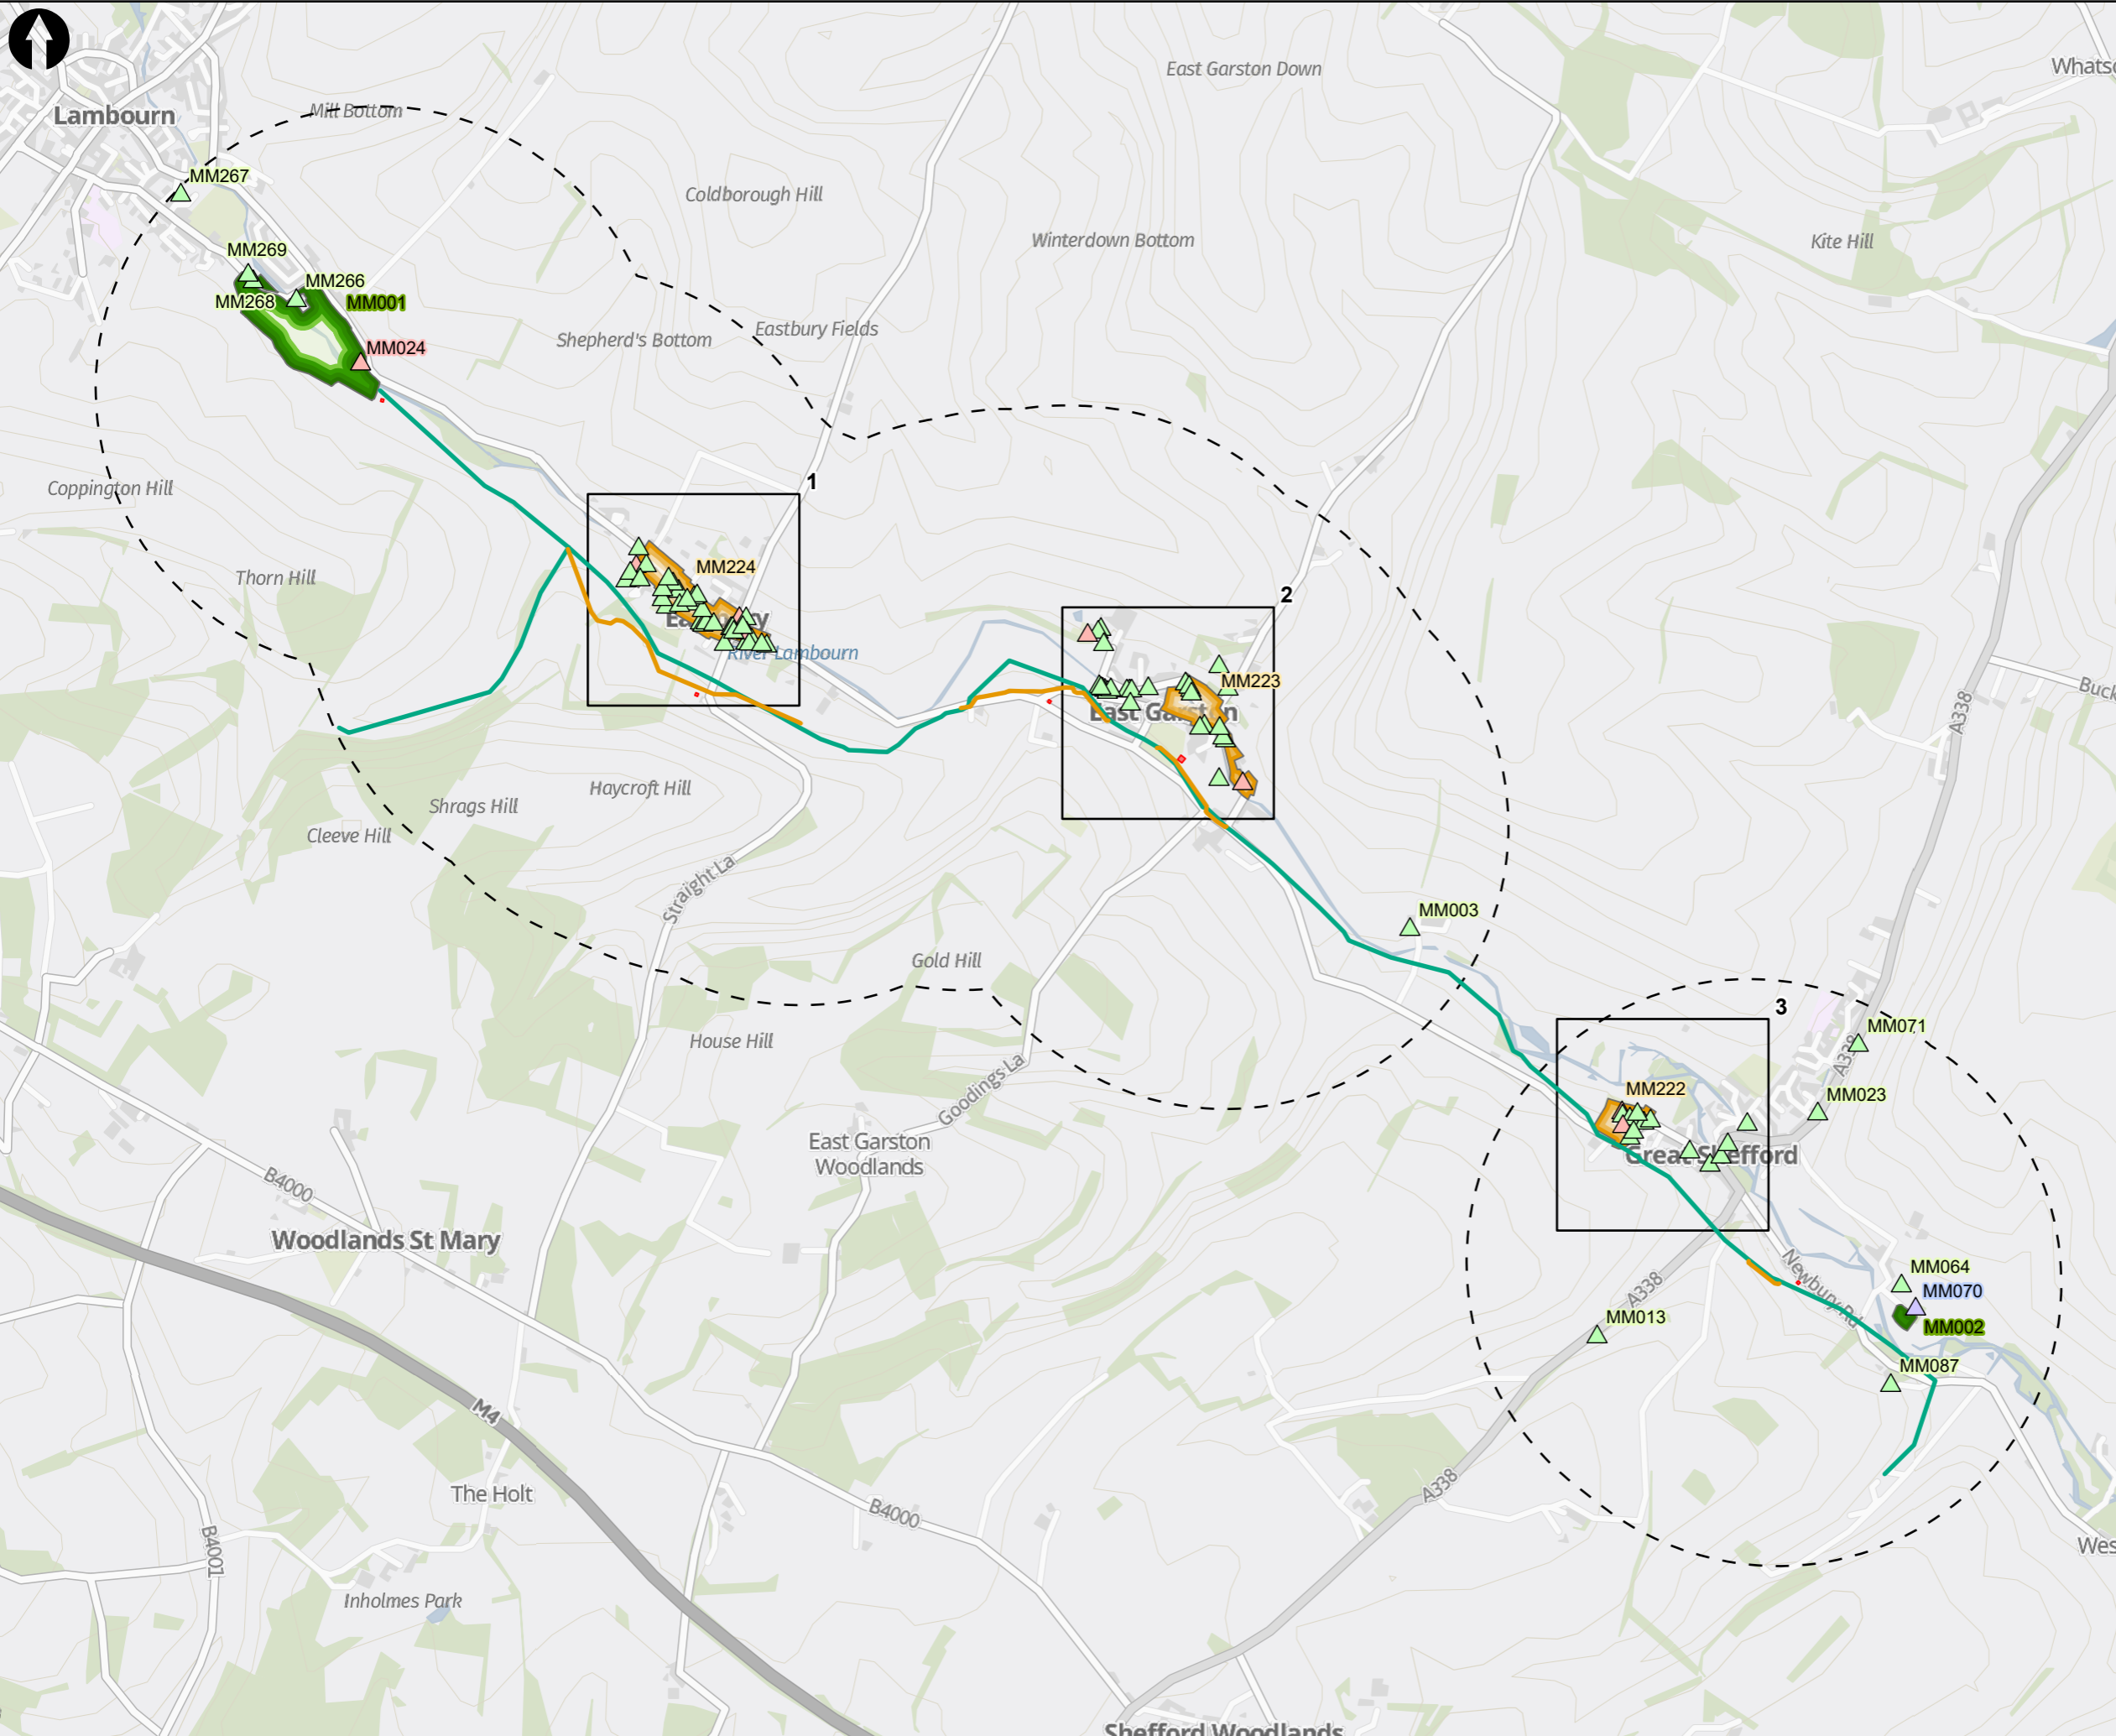 East Garston Down
Whatsc
Mill Bottom
Lambourn
MM267
Coldborough Hill
Winterdown Bottom
Kite Hill
MM269
MM266
MM268
MM001
Eastbury Fields
Shepherd's Bottom
MM024
Coppington Hill
1
MM224
Thorn Hill
2
River Lambourn
MM223
Buck
East Garston
A338
Haycroft Hill
Shrags Hill
Cleeve Hill
Straight La
MM003
Gold Hill
3
MM071
House Hill
A338
Goodings La
MM222
MM023
East Garston
Woodlands
Great Shefford
B4000
Woodlands St Mary
MM064
Newbury Rd
A338
MM070
MM013
MM002
MM087
M4
A338
The Holt
B4000
B4001
Wes
Inholmes Park
Shefford Woodlands